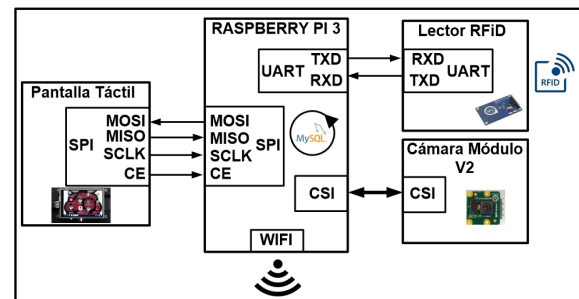 RASPBERRY PI 3
TXD
UART
RXD
Lector RFiD
RXD
UART
TXD
RFID
Pantalla Táctil
MOSI
MISO
SPI
SCLK
CE
MOSI
MISO
SPI
SCLK
CE
MySQL
CSI
WIFI
Cámara Módulo
V2
CSI